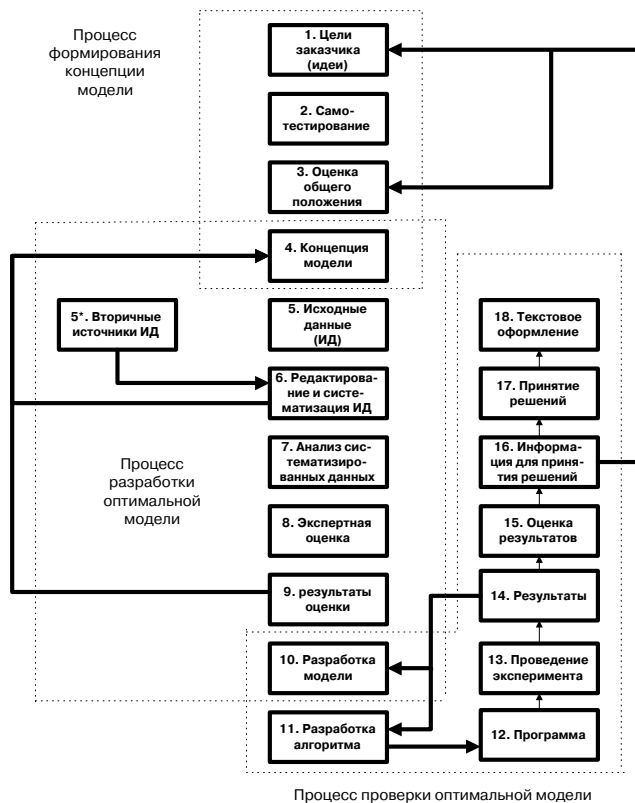 Процесс
формирования
концепции
модели
1. Цели
заказчика
(идеи)
2. Само-
тестирование
3. Оценка
общего
положения
4. Концепция
модели
5*. Вторичные
источники ИД
5. Исходные
данные
(ИД)
6. Редактирова-
ние и систе-
матизация ИД
7. Анализ сис-
тематизиро-
ванных данных
Процесс
разработки
оптимальной
модели
8. Экспертная
оценка
9. результаты
оценки
10. Разработка
модели
11. Разработка
алгоритма
18. Текстовое
оформление
17. Принятие
решений
16. Информация
для приня-
тия решений
15. Оценка
результатов
14. Результаты
13. Проведение
эксперимента
12. Программа
Процесс проверки оптимальной модели